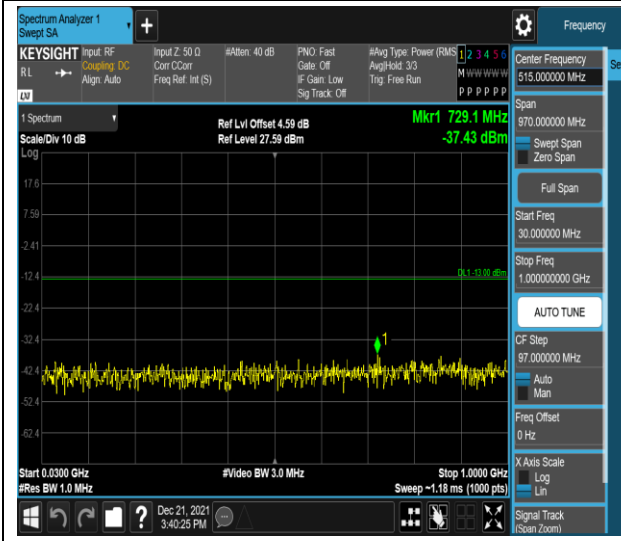 Spectrum Analyzer 1
Swept SA
Frequency
KEYSIGHT
RL
LXI
Input: RF
Coupling: DC
Align: Auto
Input Z: 50 Ω
Corr CCorr
Freq Ref: Int (S)
#Atten: 40 dB
PNO: Fast
Gate: Off
IF Gain: Low
Sig Track: Off
#Avg Type: Power (RMS
Avg|Hold: 3/3
Trig: Free Run
1 2 3 4 5 6
M W W W W W
P P P P P P
1 Spectrum
Scale/Div 10 dB
Log
Ref Lvl Offset 4.59 dB
Ref Level 27.59 dBm
Mkr1 729.1 MHz
-37.43 dBm
17.6
7.59
-2.41
-12.4
DL1 -13.00 dBm
-22.4
-32.4
1
-42.4
-52.4
-62.4
Start 0.0300 GHz
#Res BW 1.0 MHz
#Video BW 3.0 MHz
Stop 1.0000 GHz
Sweep ~1.18 ms (1000 pts)
Dec 21, 2021
3:40:25 PM
Center Frequency
515.000000 MHz
Se
Span
970.000000 MHz
Swept Span
Zero Span
Full Span
Start Freq
30.000000 MHz
Stop Freq
1.000000000 GHz
AUTO TUNE
CF Step
97.000000 MHz
Auto
Man
Freq Offset
0 Hz
X Axis Scale
Log
Lin
Signal Track
(Span Zoom)